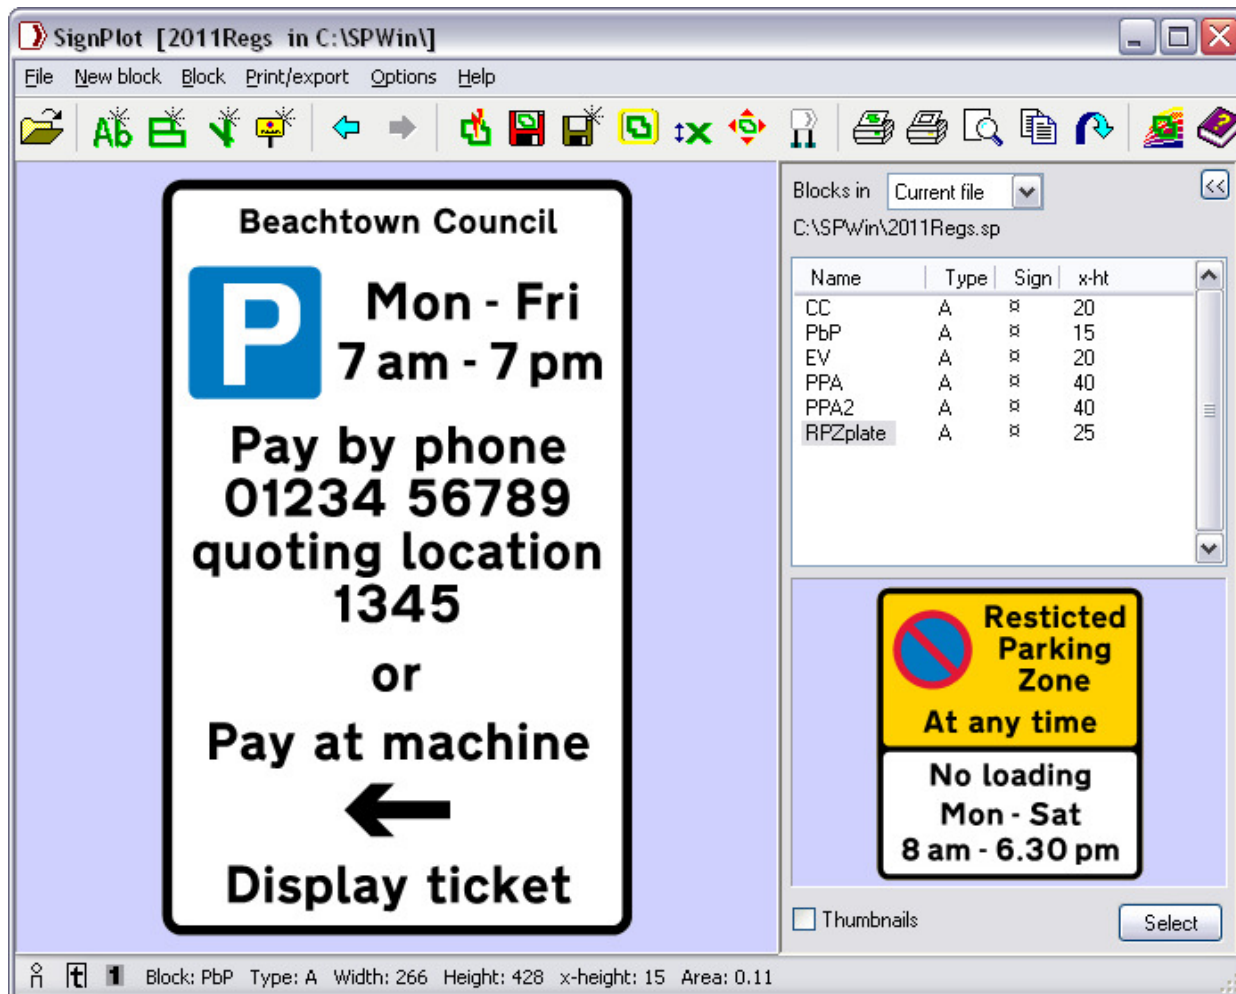 SignPlot [2011Regs in C:\SPWin\]
File New block Block Print/export Options Help
Ab
Beachtown Council
P
Mon - Fri
7 am - 7 pm
Pay by phone
01234 56789
quoting location
1345
or
Pay at machine
Display ticket
Blocks in Current file <<
C:\SPWin\2011Regs.sp
Name Type Sign x-ht
CC A ¤ 20
PbP A ¤ 15
EV A ¤ 20
PPA A ¤ 40
PPA2 A ¤ 40
RPZplate A ¤ 25
Resticted
Parking
Zone
At any time
No loading
Mon - Sat
8 am - 6.30 pm
Thumbnails Select
t 1 Block: PbP Type: A Width: 266 Height: 428 x-height: 15 Area: 0.11